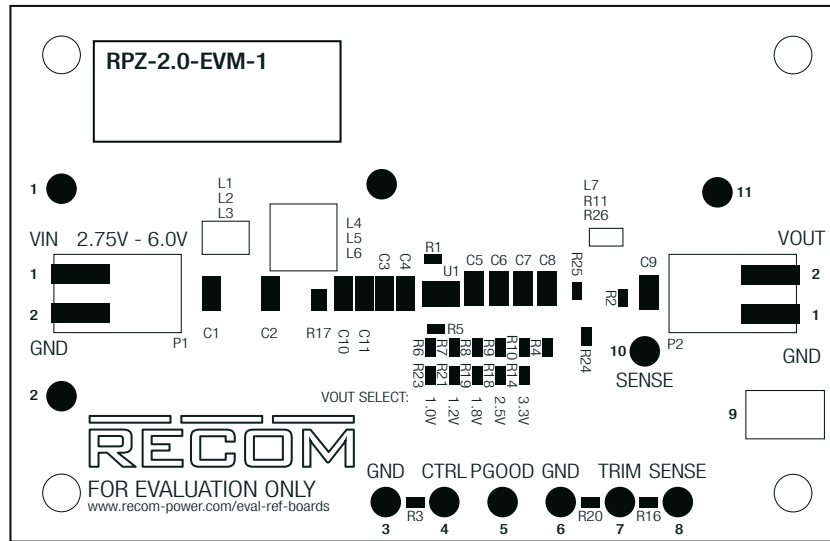 RPZ-2.0-EVM-1
1
11
L1
L2
L3
L7
R11
R26
VIN 2.75V - 6.0V
L4
L5
L6
VOUT
1
2
P1
C1
C2
R17
C10
C11
C3
C4
R1
U1
C5
C6
C7
C8
R25
R2
C9
2
1
P2
GND
GND
R5
R6
R7
R8
R9
R10
R4
R24
10
SENSE
R23
R21
R19
R18
R14
2
VOUT SELECT:
1.0V
1.2V
1.8V
2.5V
3.3V
9
RECOM
FOR EVALUATION ONLY
www.recom-power.com/eval-ref-boards
GND CTRL PGOOD GND TRIM SENSE
R3 R20 R16
3 4 5 6 7 8